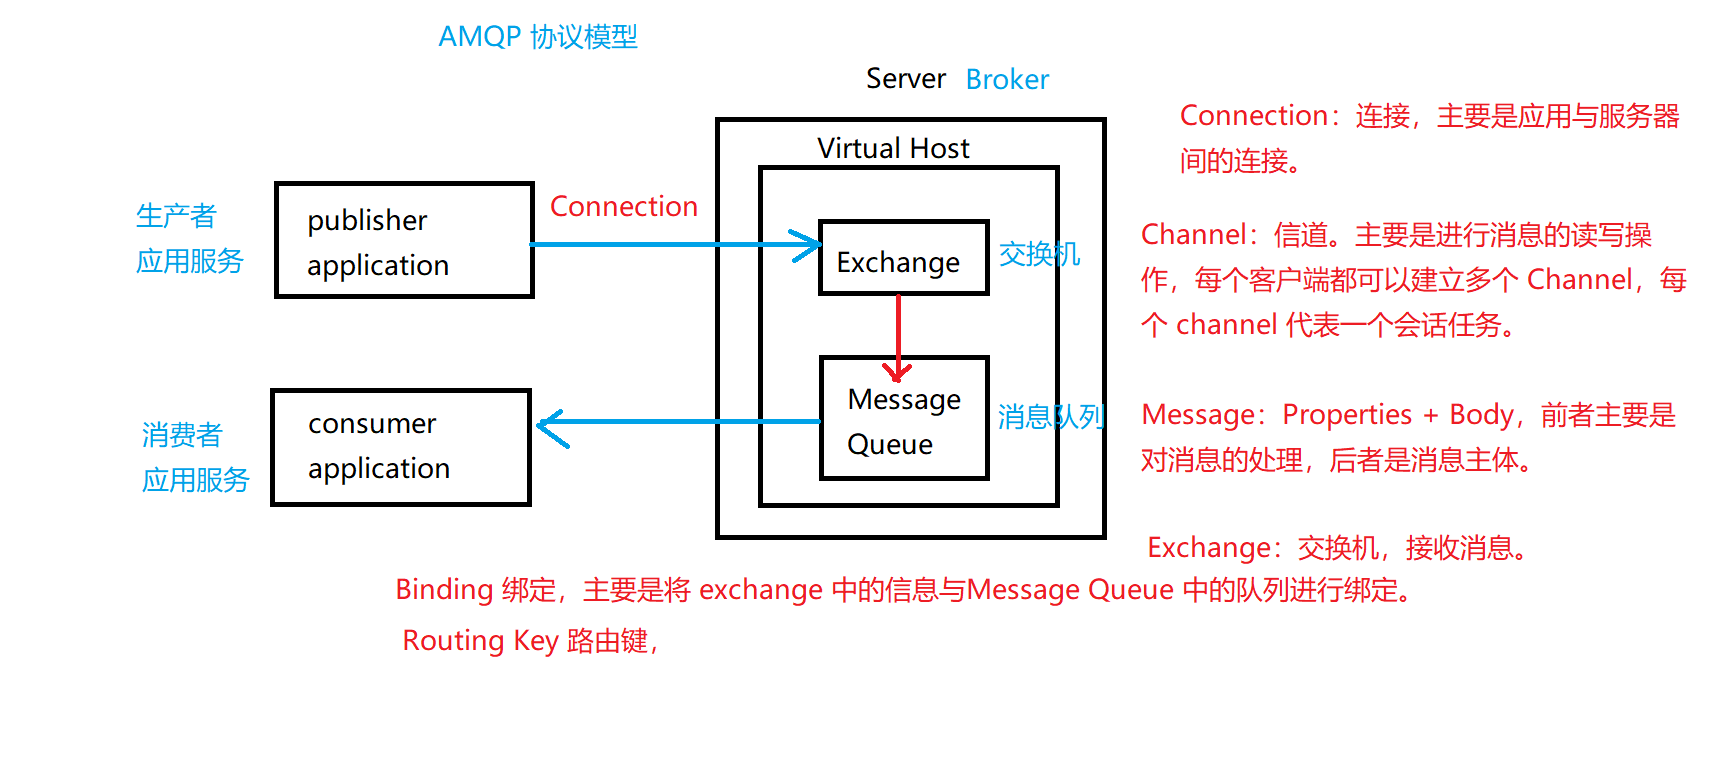 AMQP 协议模型
Server Broker
Virtual Host
生产者
应用服务
publisher
application
Connection
Exchange
交换机
消费者
应用服务
consumer
application
Message
Queue
消息队列
Connection：连接，主要是应用与服务器
间的连接。
Channel：信道。主要是进行消息的读写操
作，每个客户端都可以建立多个 Channel，每
个 channel 代表一个会话任务。
Message：Properties + Body，前者主要是
对消息的处理，后者是消息主体。
Exchange：交换机，接收消息。
Binding 绑定，主要是将 exchange 中的信息与Message Queue 中的队列进行绑定。
Routing Key 路由键，